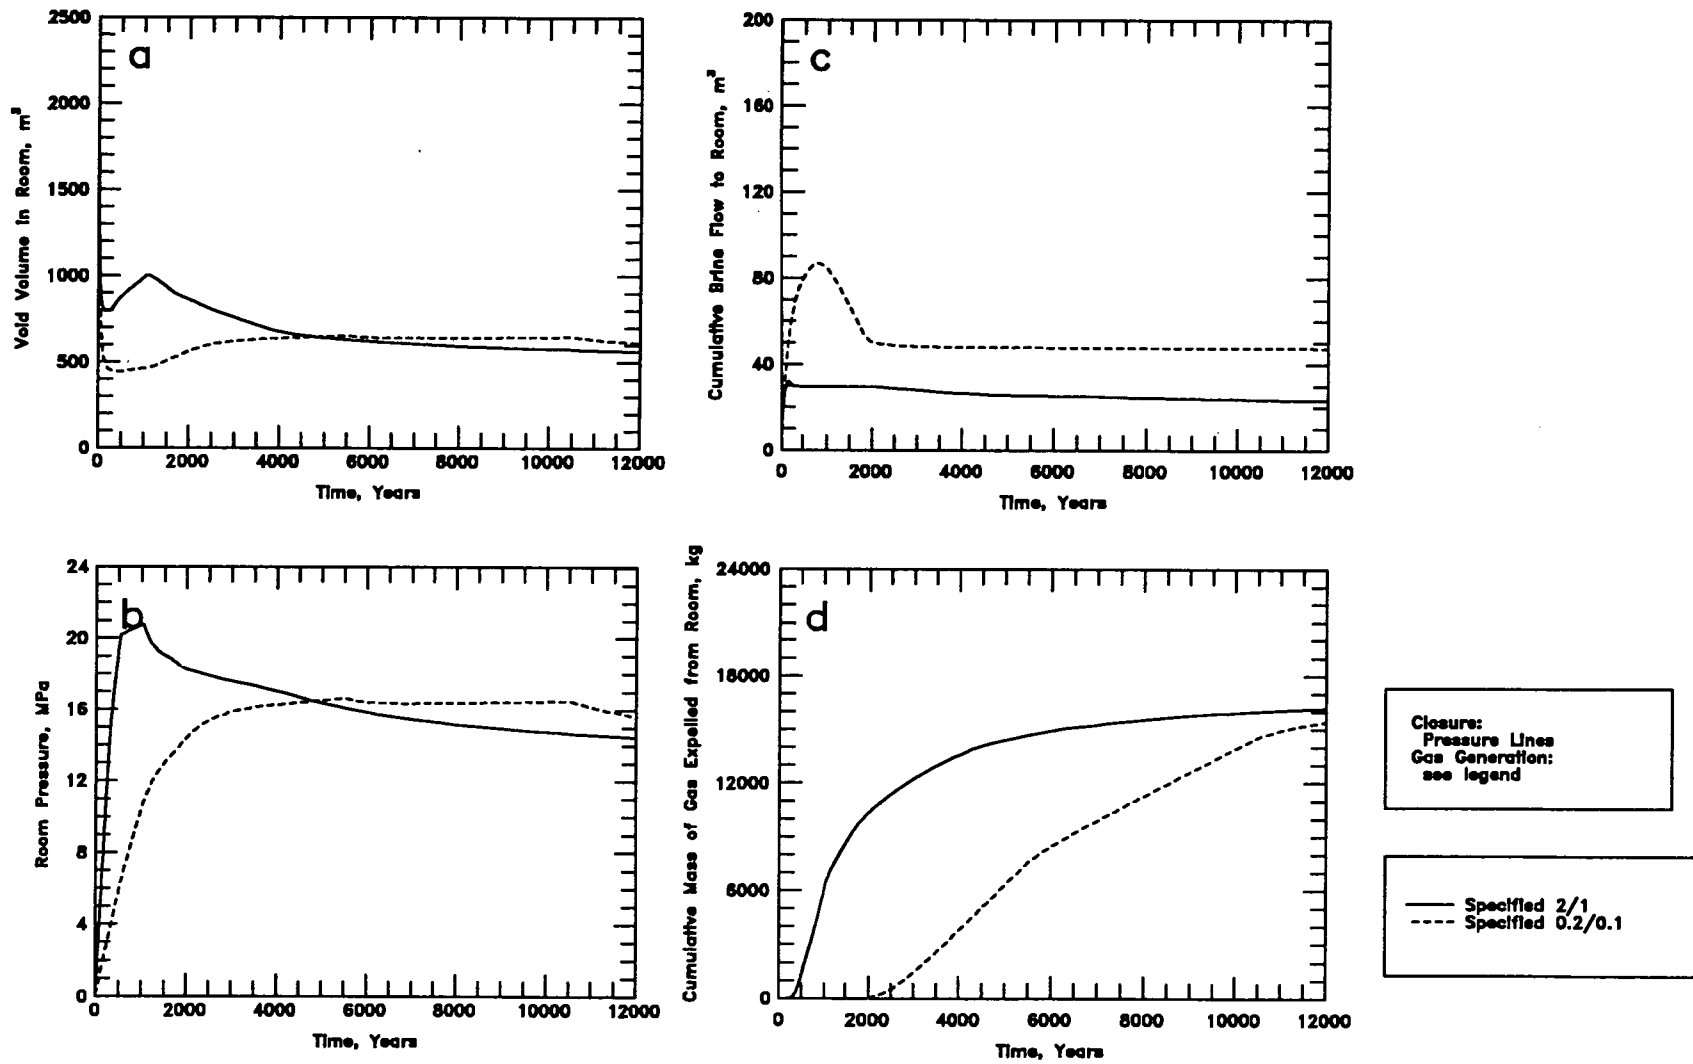 a
Void Volume in Room, m³
2500
2000
1500
1000
500
0
0 2000 4000 6000 8000 10000 12000
Time, Years
c
Cumulative Brine Flow to Room, m³
200
160
120
80
40
0
0 2000 4000 6000 8000 10000 12000
Time, Years
b
Room Pressure, MPa
24
20
16
12
8
4
0
0 2000 4000 6000 8000 10000 12000
Time, Years
d
Cumulative Mass of Gas Expelled from Room, kg
24000
18000
12000
6000
0
0 2000 4000 6000 8000 10000 12000
Time, Years
Closure:
Pressure Lines
Gas Generation:
see legend
Specified 2/1
Specified 0.2/0.1